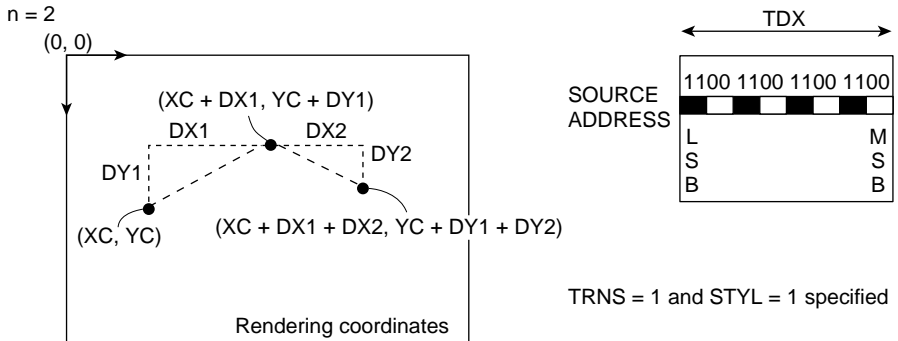 n = 2
(0, 0)
(XC + DX1, YC + DY1)
DX1
DX2
DY1
DY2
(XC, YC)
(XC + DX1 + DX2, YC + DY1 + DY2)
Rendering coordinates
TDX
1100 1100 1100 1100
SOURCE
ADDRESS
L
S
B
M
S
B
TRNS = 1 and STYL = 1 specified